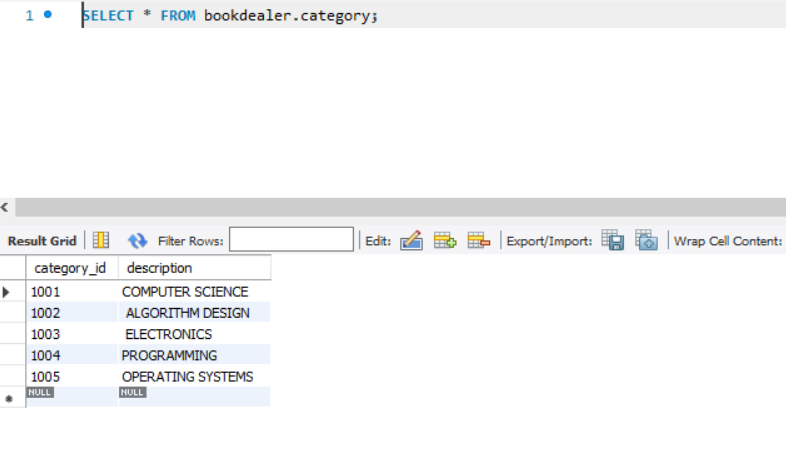 1 SELECT * FROM bookdealer.category;
Result Grid Filter Rows: Edit: Export/Import: Wrap Cell Content:
category_id description
1001 COMPUTER SCIENCE
1002 ALGORITHM DESIGN
1003 ELECTRONICS
1004 PROGRAMMING
1005 OPERATING SYSTEMS
NULL NULL